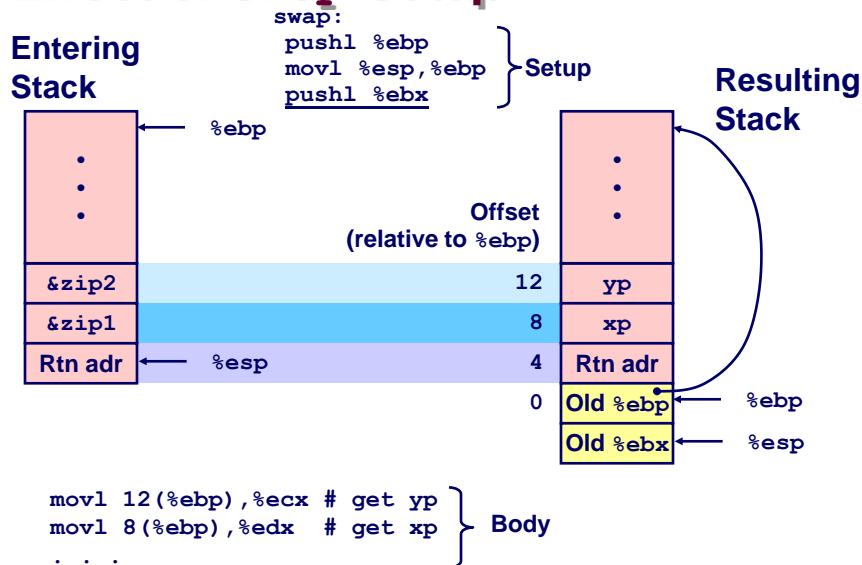 swap:
pushl %ebp
movl %esp,%ebp
pushl %ebx
Setup
Entering
Stack
Resulting
Stack
%ebp
•
•
•
•
•
•
Offset
(relative to %ebp)
&zip2
12
yp
&zip1
8
xp
Rtn adr
%esp
4
Rtn adr
0
Old %ebp
%ebp
Old %ebx
%esp
movl 12(%ebp),%ecx # get yp
movl 8(%ebp),%edx # get xp
. . .
Body